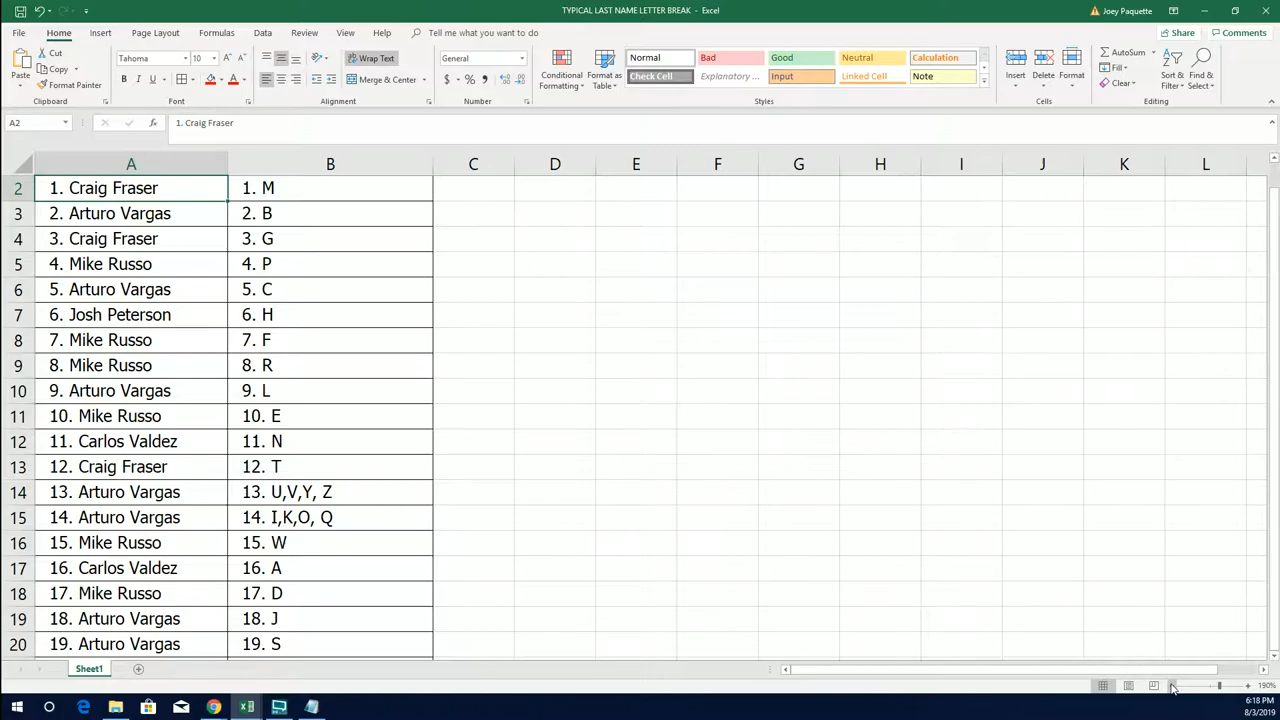 TYPICAL LAST NAME LETTER BREAK - Excel
Joey Paquette
File Home Insert Page Layout Formulas Data Review View Help Tell me what you want to do
Share Comments
Paste
Cut
Copy
Format Painter
Clipboard
Tahoma 10
B I U
Font
Wrap Text
Merge & Center
Alignment
General
$ % ,
Number
Conditional Formatting
Format as Table
Normal Bad Good Neutral Calculation
Check Cell Explanatory ... Input Linked Cell Note
Styles
Insert Delete Format
Cells
AutoSum
Fill
Clear
Sort & Filter
Find & Select
Editing
A2 fx 1. Craig Fraser
A B C D E F G H I J K L
2 1. Craig Fraser 1. M
3 2. Arturo Vargas 2. B
4 3. Craig Fraser 3. G
5 4. Mike Russo 4. P
6 5. Arturo Vargas 5. C
7 6. Josh Peterson 6. H
8 7. Mike Russo 7. F
9 8. Mike Russo 8. R
10 9. Arturo Vargas 9. L
11 10. Mike Russo 10. E
12 11. Carlos Valdez 11. N
13 12. Craig Fraser 12. T
14 13. Arturo Vargas 13. U,V,Y, Z
15 14. Arturo Vargas 14. I,K,O, Q
16 15. Mike Russo 15. W
17 16. Carlos Valdez 16. A
18 17. Mike Russo 17. D
19 18. Arturo Vargas 18. J
20 19. Arturo Vargas 19. S
Sheet1
190%
6:18 PM
8/3/2019